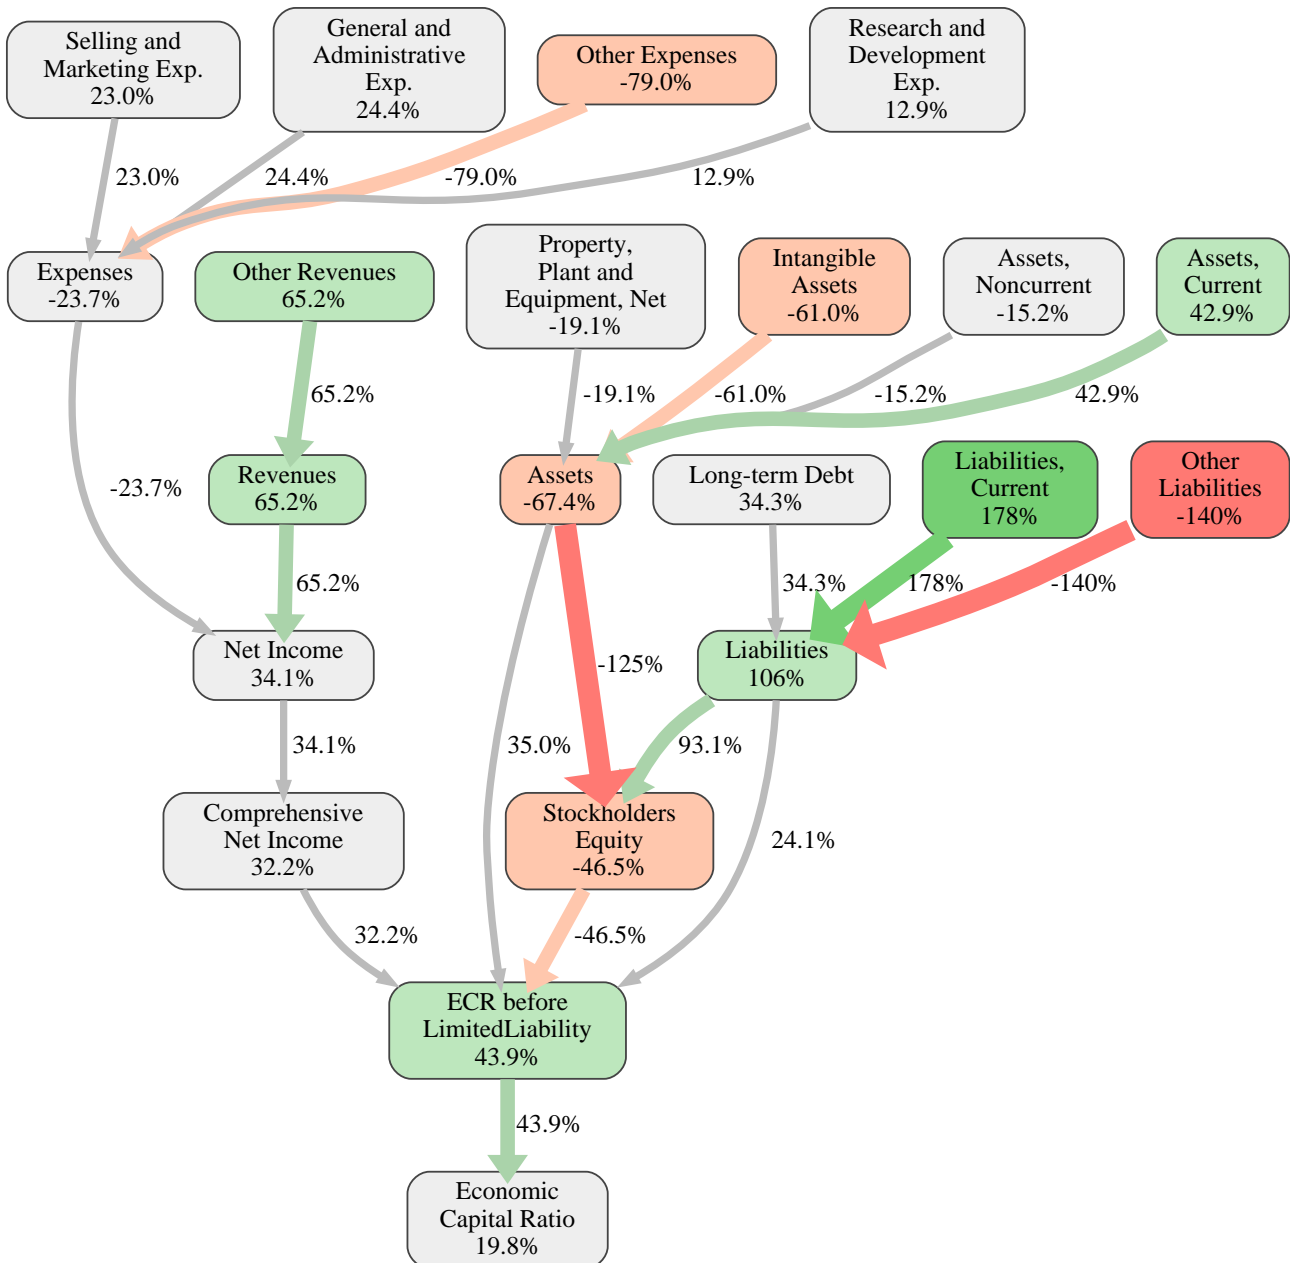 Selling and
Marketing Exp.
23.0%
General and
Administrative
Exp.
24.4%
Other Expenses
-79.0%
Research and
Development
Exp.
12.9%
23.0%
24.4%
-79.0%
12.9%
Expenses
-23.7%
Other Revenues
65.2%
Property,
Plant and
Equipment, Net
-19.1%
Intangible
Assets
-61.0%
Assets,
Noncurrent
-15.2%
Assets,
Current
42.9%
65.2%
-19.1%
-61.0%
-15.2%
42.9%
-23.7%
Revenues
65.2%
Assets
-67.4%
Long-term Debt
34.3%
Liabilities,
Current
178%
Other
Liabilities
-140%
65.2%
34.3%
178%
-140%
Net Income
34.1%
-125%
Liabilities
106%
34.1%
35.0%
93.1%
Comprehensive
Net Income
32.2%
Stockholders
Equity
-46.5%
24.1%
32.2%
-46.5%
ECR before
LimitedLiability
43.9%
43.9%
Economic
Capital Ratio
19.8%